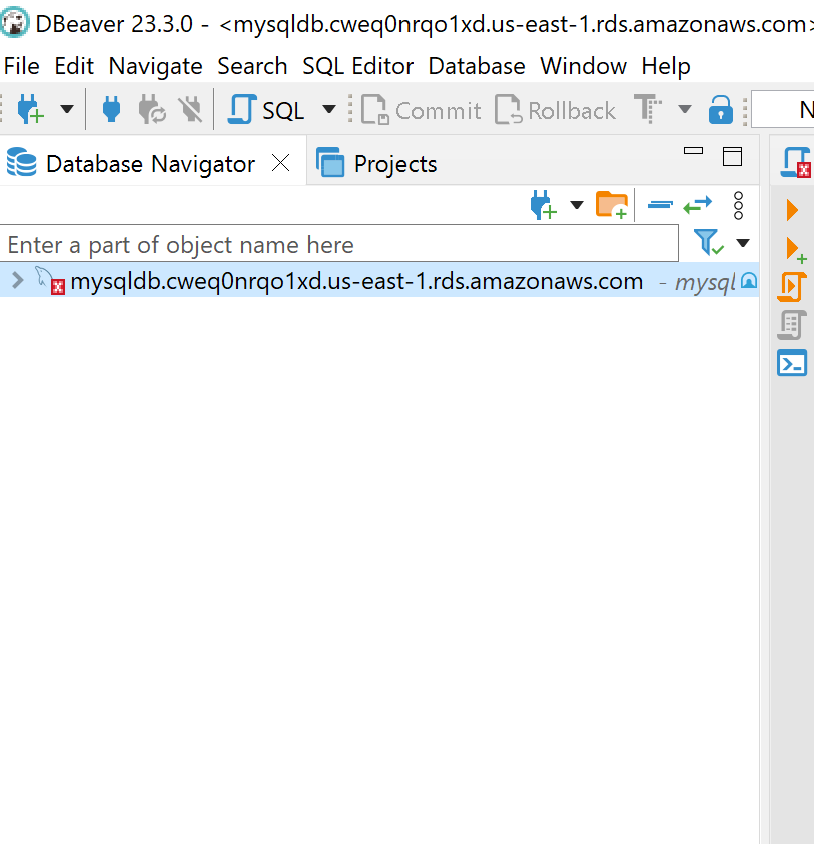 DBeaver 23.3.0 - <mysqldb.cweq0nrqo1xd.us-east-1.rds.amazonaws.com>
File Edit Navigate Search SQL Editor Database Window Help
SQL Commit Rollback T N
Database Navigator Projects
Enter a part of object name here
mysqldb.cweq0nrqo1xd.us-east-1.rds.amazonaws.com - mysql